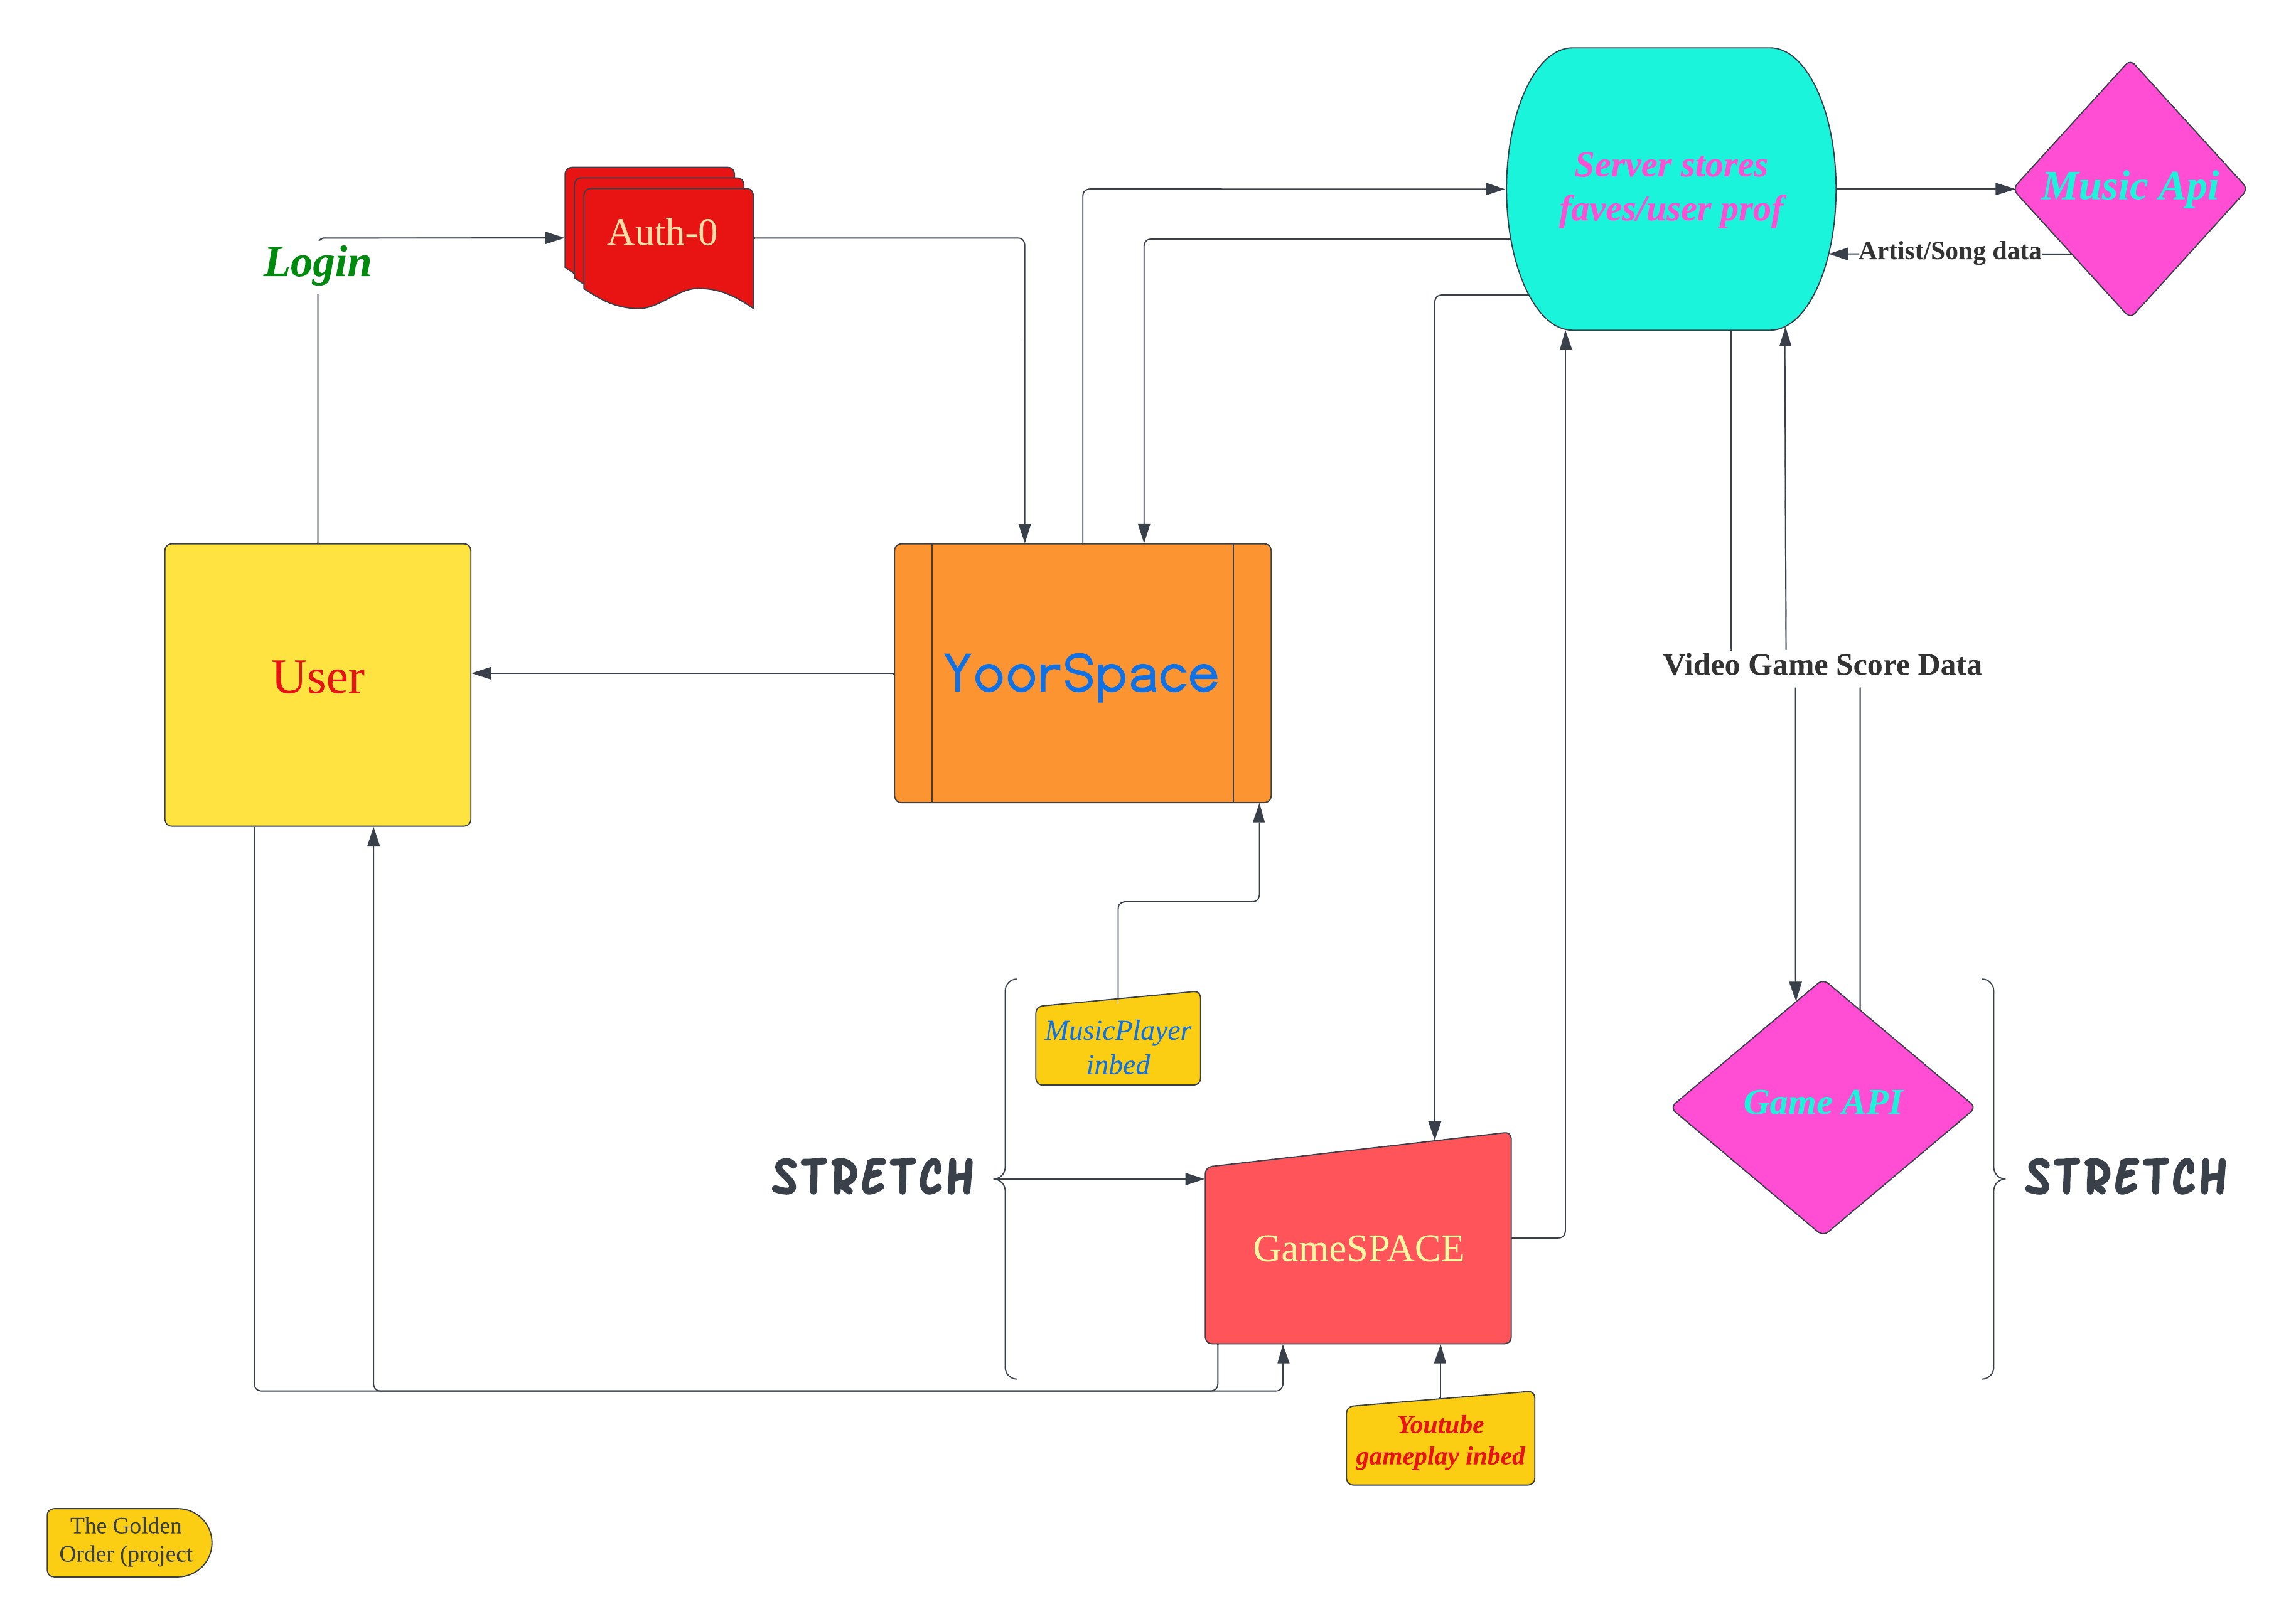 Server stores
faves/user prof
Music Api
Auth-0
Login
Artist/Song data
User
YoorSpace
Video Game Score Data
MusicPlayer
inbed
Game API
STRETCH
STRETCH
GameSPACE
Youtube
gameplay inbed
The Golden
Order (project